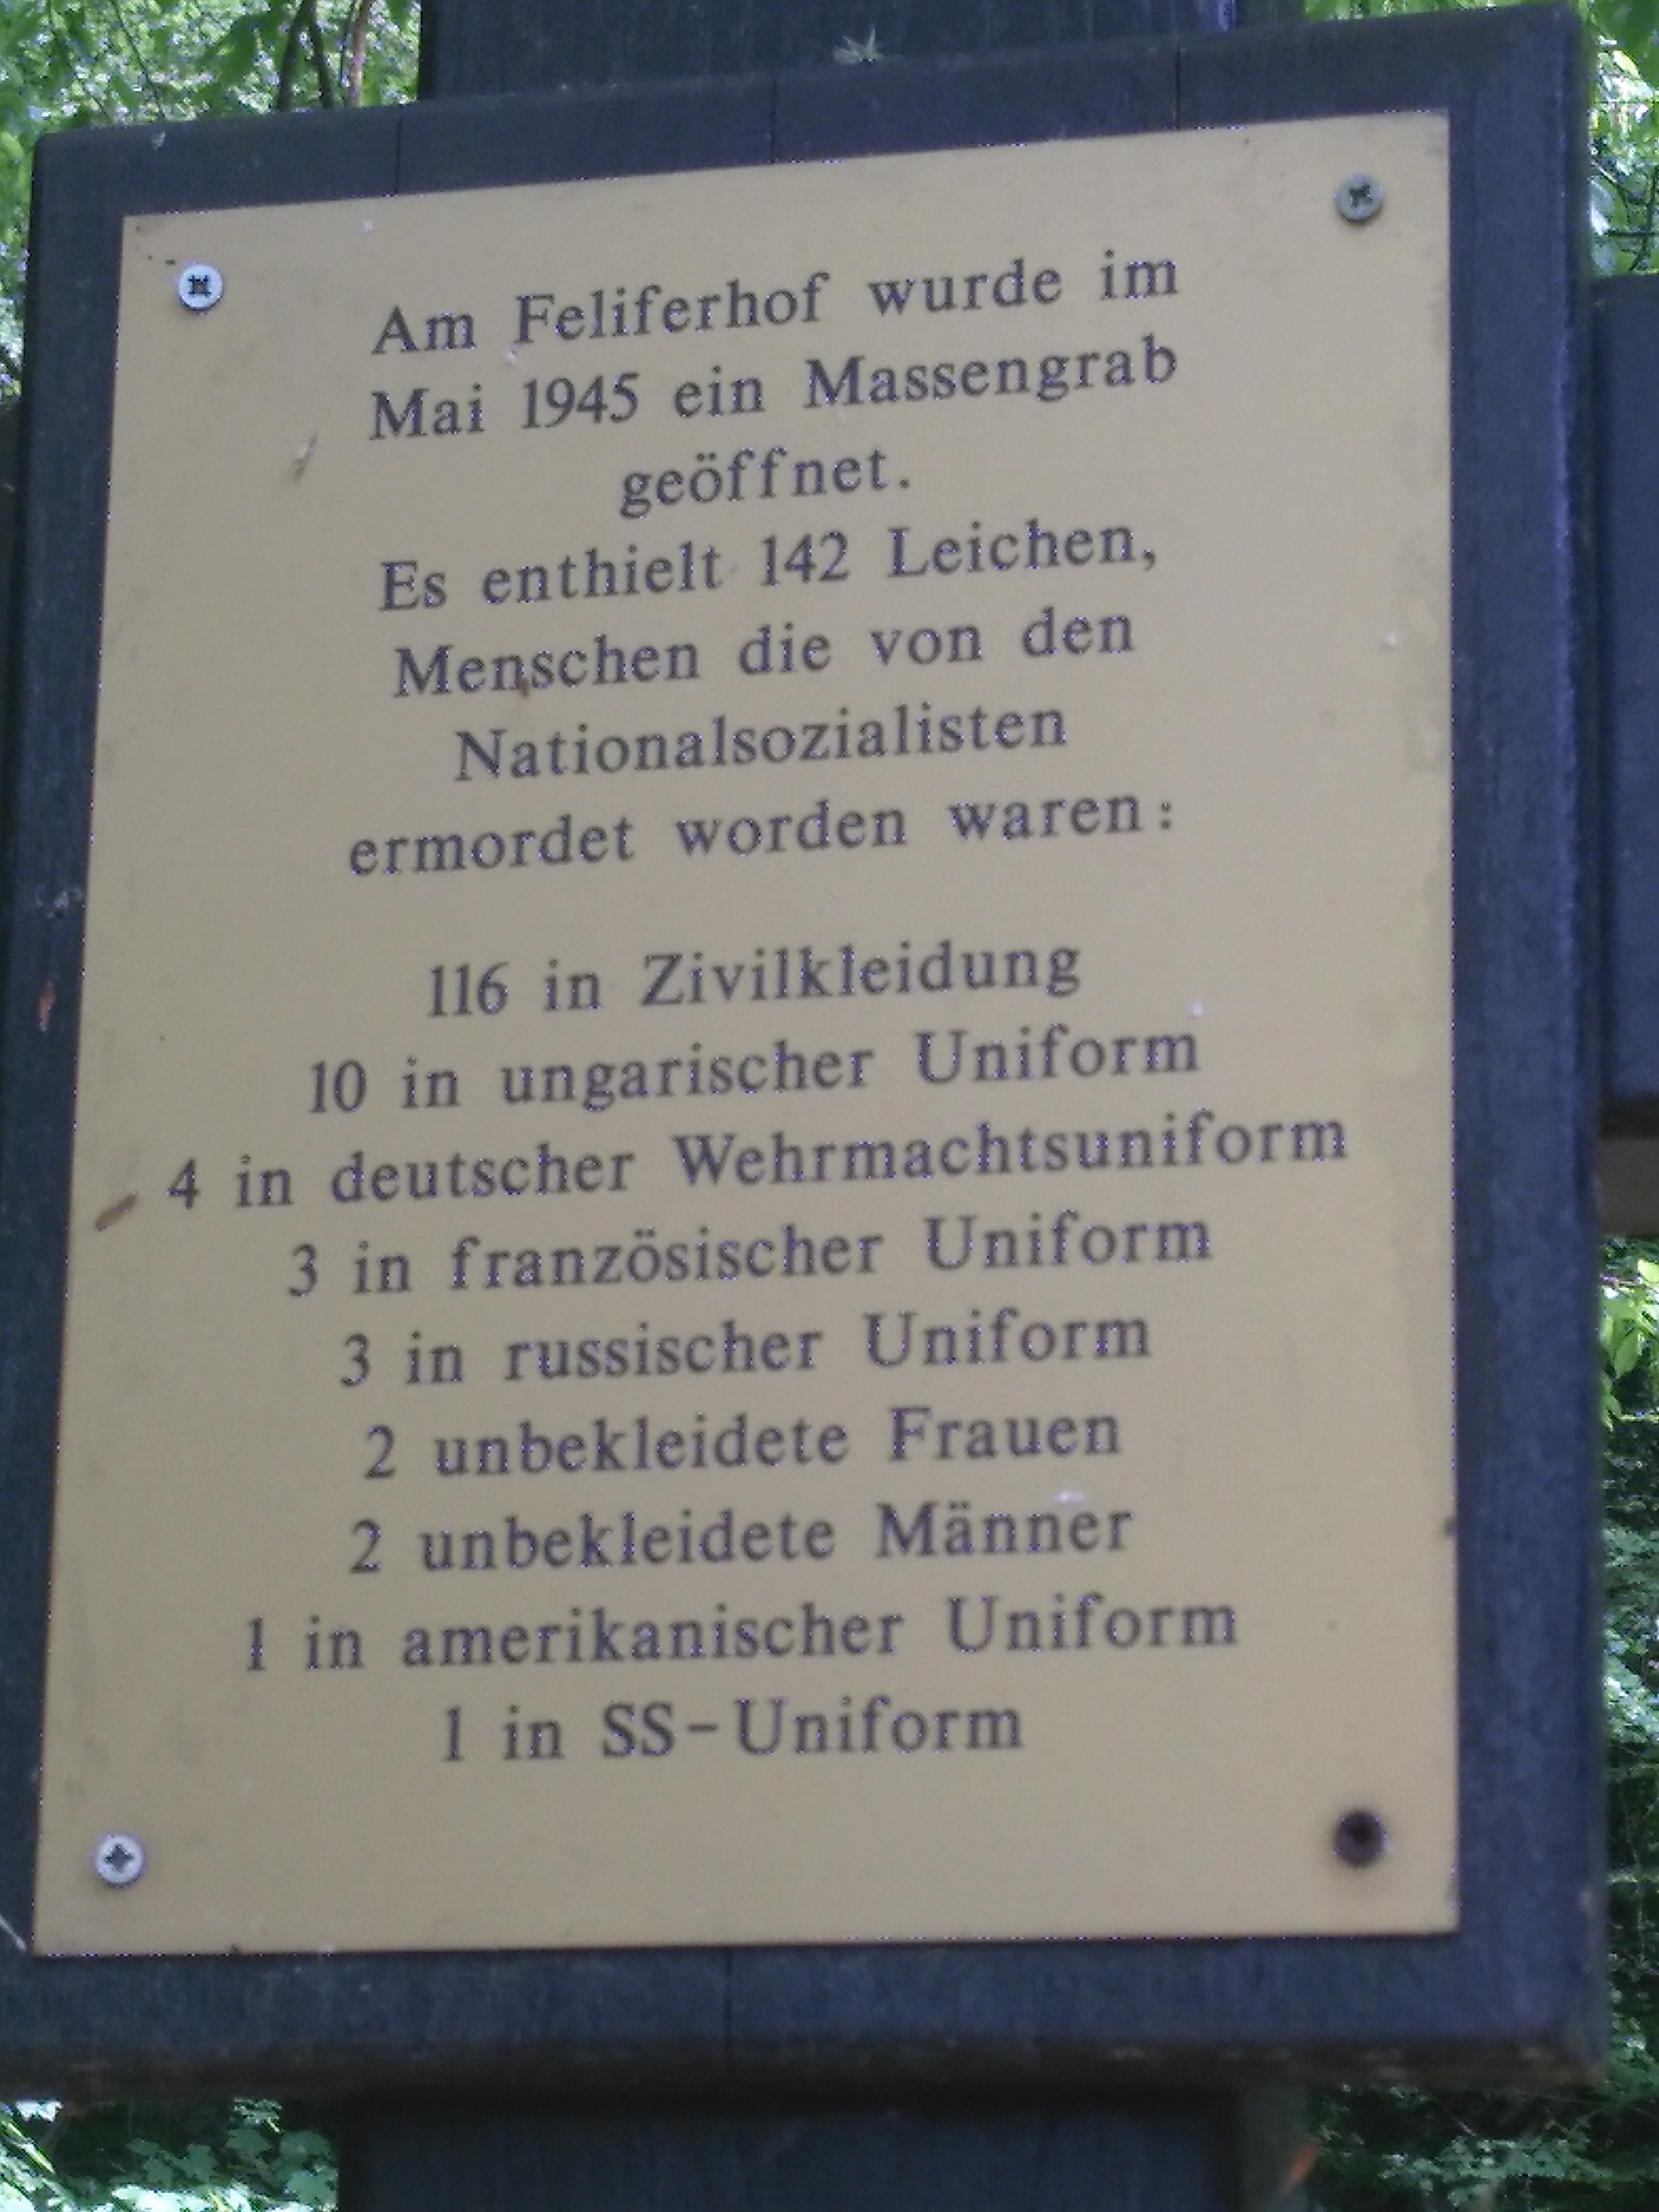 Am Feliferhof wurde im
Mai 1945 ein Massengrab
geöffnet.
Es enthielt 142 Leichen,
Menschen die von den
Nationalsozialisten
ermordet worden waren:
116 in Zivilkleidung
10 in ungarischer Uniform
4 in deutscher Wehrmachtsuniform
3 in französischer Uniform
3 in russischer Uniform
2 unbekleidete Frauen
2 unbekleidete Männer
1 in amerikanischer Uniform
1 in SS-Uniform